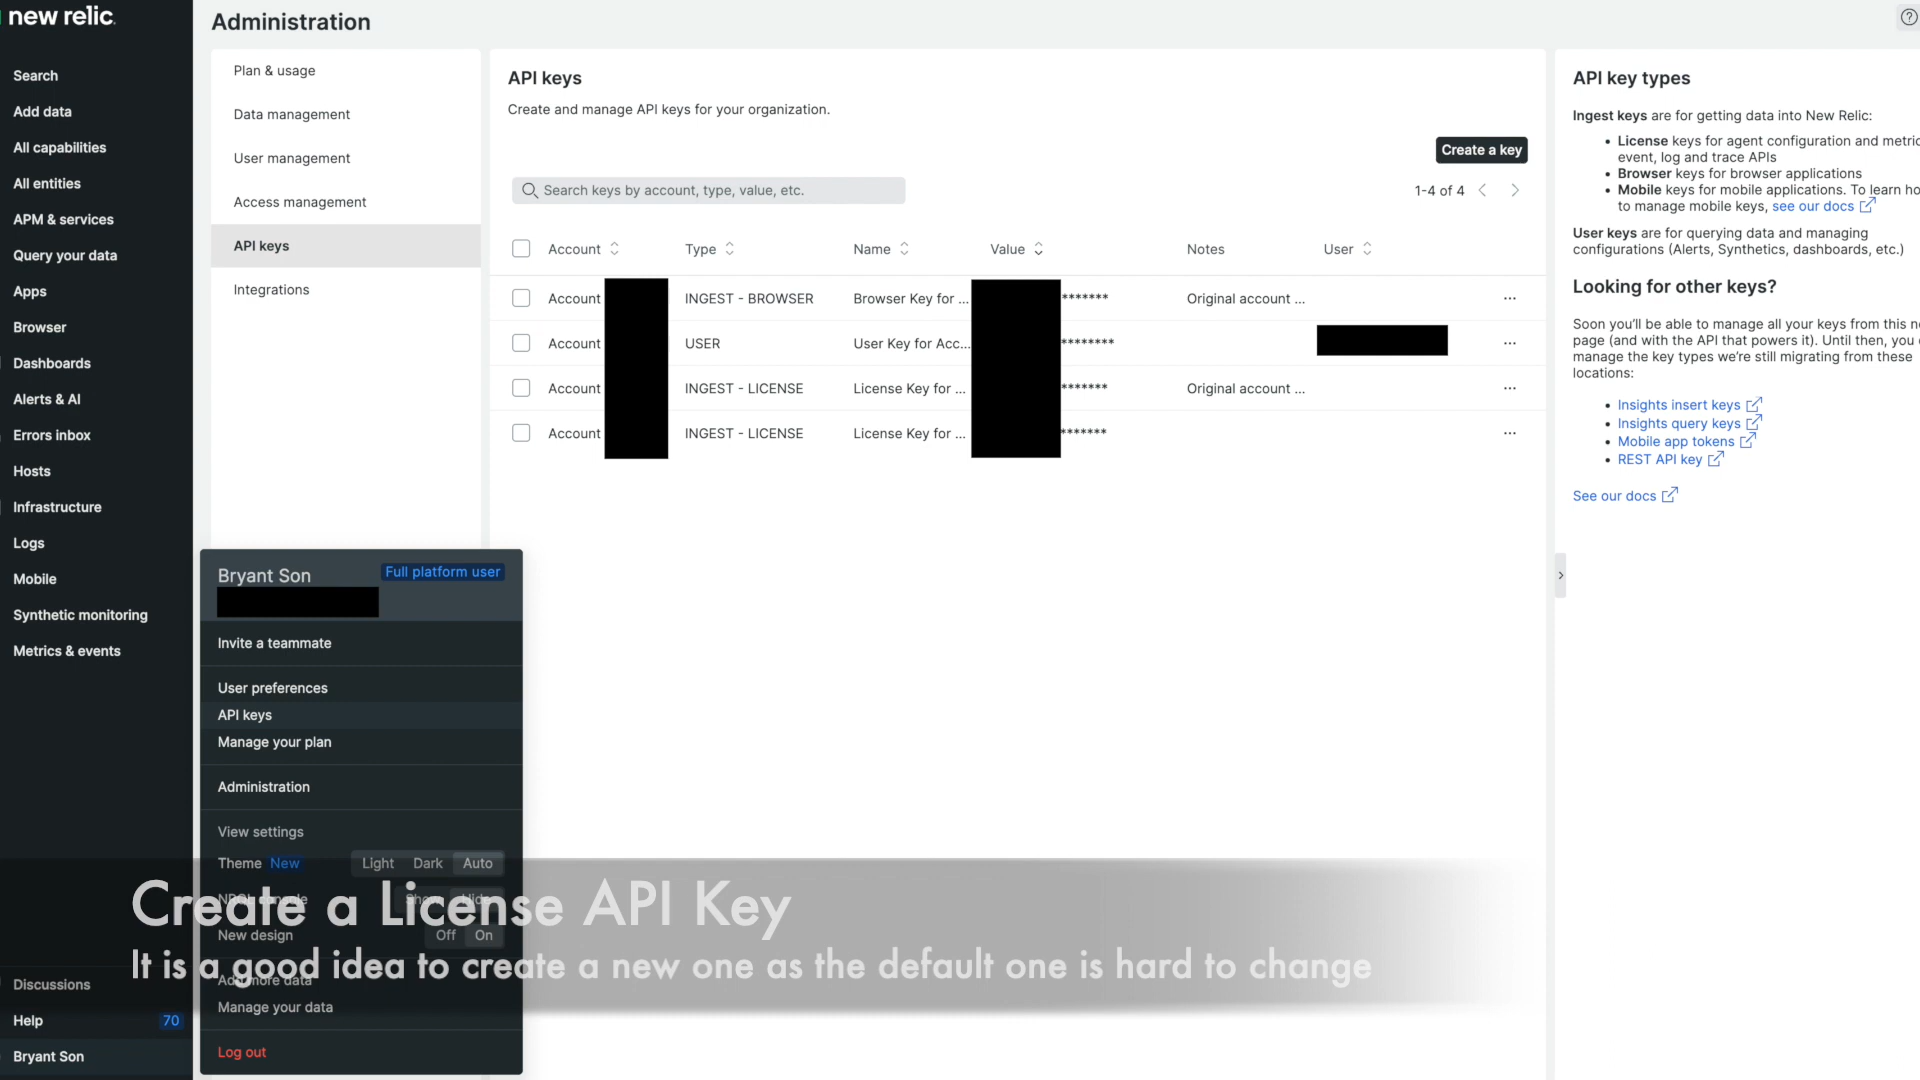 new relic.
Search
Add data
All capabilities
All entities
APM & services
Query your data
Apps
Browser
Dashboards
Alerts & AI
Errors inbox
Hosts
Infrastructure
Logs
Mobile
Synthetic monitoring
Metrics & events
Discussions
Help 70
Bryant Son
Administration
Plan & usage
Data management
User management
Access management
API keys
Integrations
API keys
Create and manage API keys for your organization.
Create a key
Search keys by account, type, value, etc.
1-4 of 4
Account Type Name Value Notes User
Account INGEST - BROWSER Browser Key for ... ******* Original account ... ...
Account USER User Key for Acc... ******** ...
Account INGEST - LICENSE License Key for ... ******* Original account ... ...
Account INGEST - LICENSE License Key for ... ******* ...
API key types
Ingest keys are for getting data into New Relic:
• License keys for agent configuration and metric
event, log and trace APIs
• Browser keys for browser applications
• Mobile keys for mobile applications. To learn ho
to manage mobile keys, see our docs
User keys are for querying data and managing
configurations (Alerts, Synthetics, dashboards, etc.)
Looking for other keys?
Soon you'll be able to manage all your keys from this n
page (and with the API that powers it). Until then, you
manage the key types we're still migrating from these
locations:
• Insights insert keys
• Insights query keys
• Mobile app tokens
• REST API key
See our docs
Bryant Son Full platform user
Invite a teammate
User preferences
API keys
Manage your plan
Administration
View settings
Theme New Light Dark Auto
Create a License API Key
New design Off On
It is a good idea to create a new one as the default one is hard to change
Add more data
Manage your data
Log out